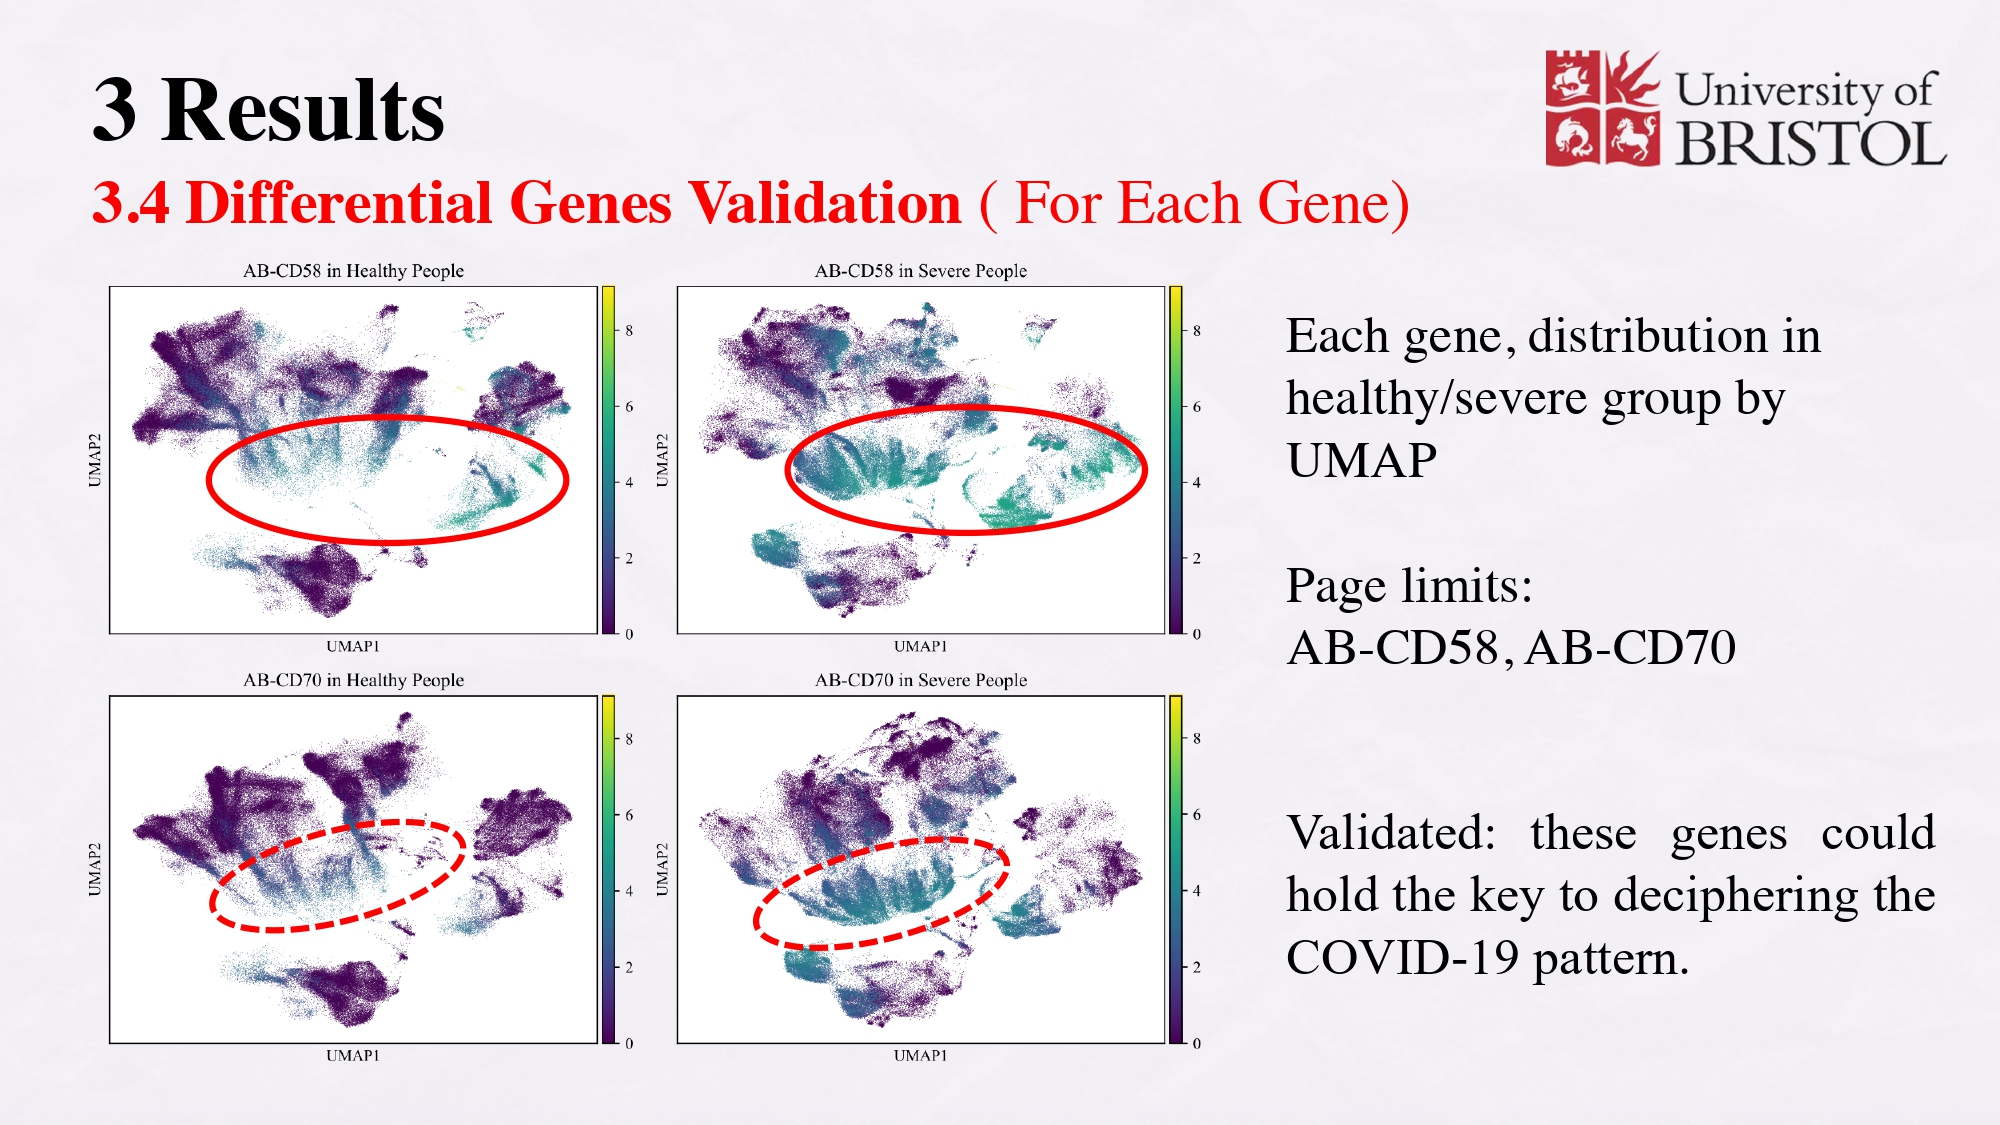 3 Results
University of
BRISTOL
3.4 Differential Genes Validation ( For Each Gene)
AB-CD58 in Healthy People
UMAP2
UMAP1
8
6
4
2
0
AB-CD58 in Severe People
UMAP2
UMAP1
8
6
4
2
0
AB-CD70 in Healthy People
UMAP2
UMAP1
8
6
4
2
0
AB-CD70 in Severe People
UMAP2
UMAP1
8
6
4
2
0
Each gene, distribution in
healthy/severe group by
UMAP
Page limits:
AB-CD58, AB-CD70
Validated: these genes could
hold the key to deciphering the
COVID-19 pattern.